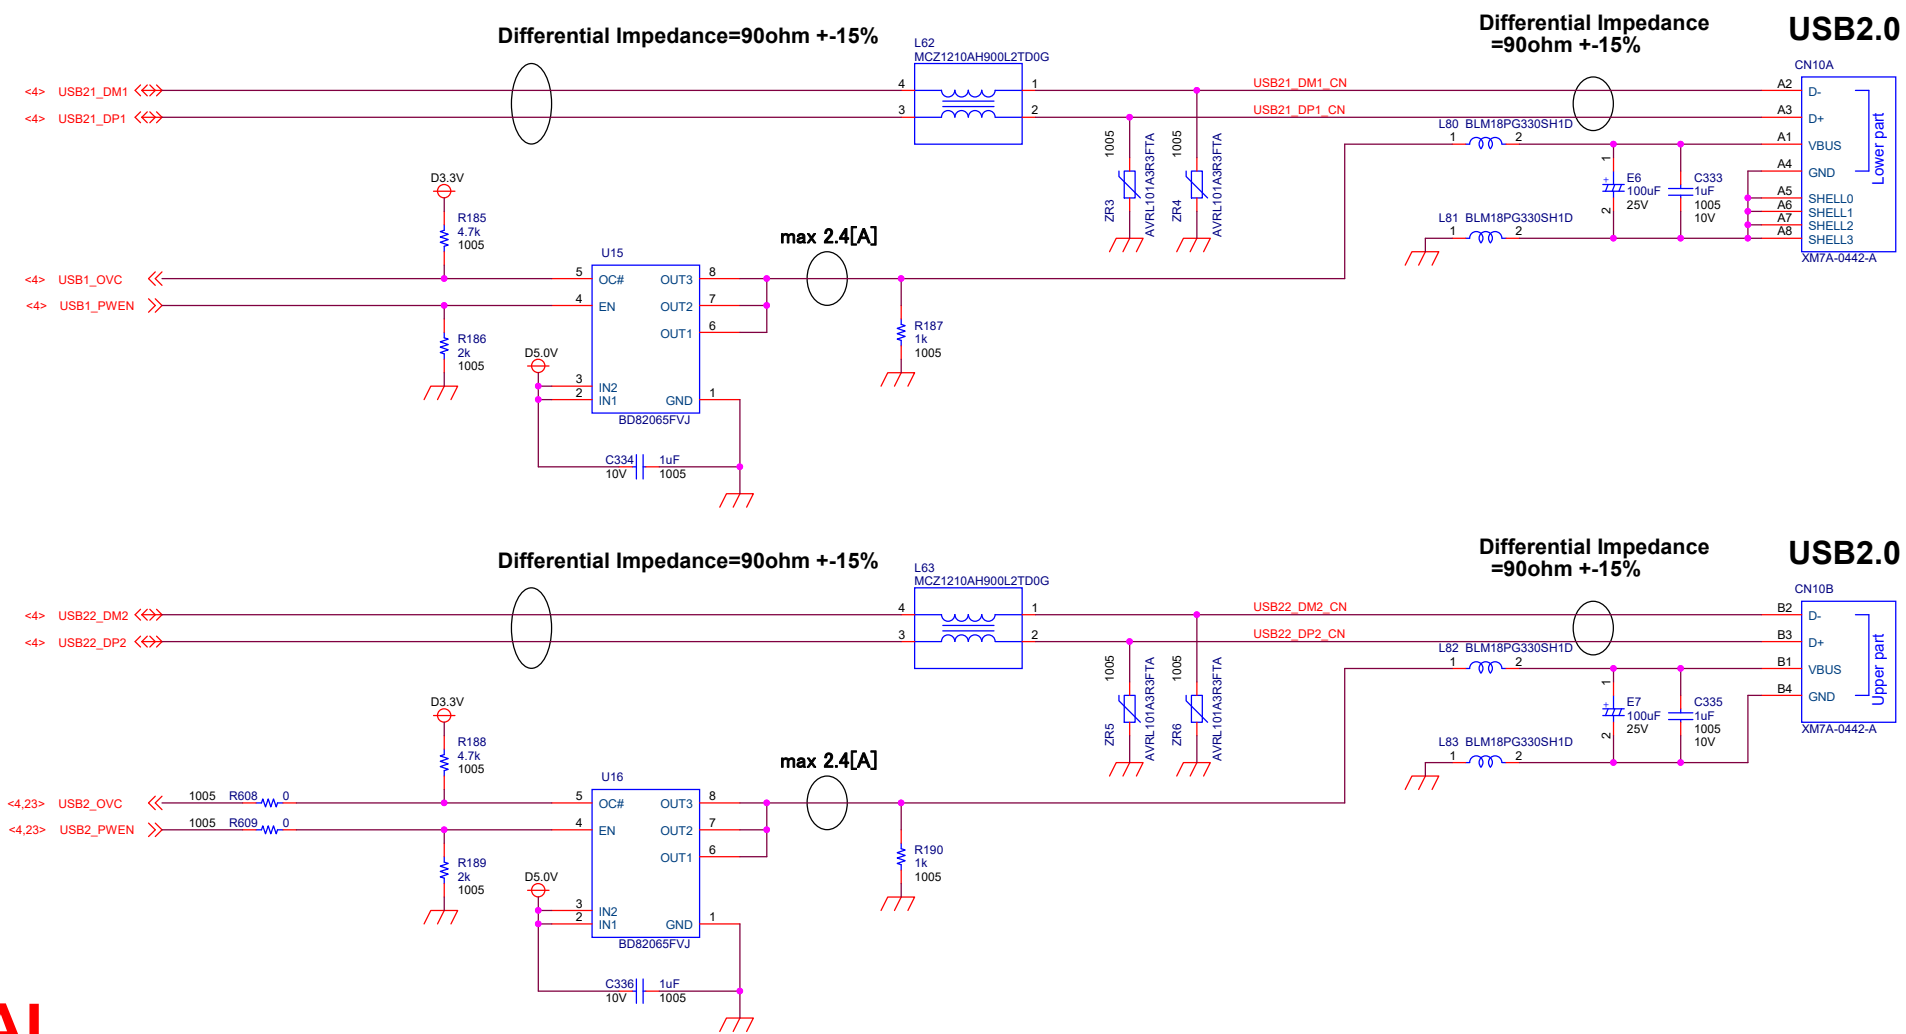 Differential Impedance=90ohm +-15%
Differential Impedance
=90ohm +-15%
USB2.0
L62
MCZ1210AH900L2TD0G
CN10A
<4> USB21_DM1
<4> USB21_DP1
4 1
3 2
USB21_DM1_CN
USB21_DP1_CN
A2 D-
A3 D+
A1 VBUS
A4 GND
A5 SHELL0
A6 SHELL1
A7 SHELL2
A8 SHELL3
Lower part
XM7A-0442-A
L80 BLM18PG330SH1D
1 2
1005
ZR3
AVRL101A3R3FTA
1005
ZR4
AVRL101A3R3FTA
1
+
2
E6
100uF
25V
C333
1uF
1005
10V
L81 BLM18PG330SH1D
1 2
D3.3V
R185
4.7k
1005
max 2.4[A]
U15
<4> USB1_OVC
<4> USB1_PWEN
5 OC# OUT3 8
4 EN OUT2 7
OUT1 6
R186
2k
1005
R187
1k
1005
D5.0V
3 IN2
2 IN1 GND 1
BD82065FVJ
C334 1uF
10V 1005
Differential Impedance=90ohm +-15%
Differential Impedance
=90ohm +-15%
USB2.0
L63
MCZ1210AH900L2TD0G
CN10B
<4> USB22_DM2
<4> USB22_DP2
4 1
3 2
USB22_DM2_CN
USB22_DP2_CN
B2 D-
B3 D+
B1 VBUS
B4 GND
Upper part
XM7A-0442-A
L82 BLM18PG330SH1D
1 2
1005
ZR5
AVRL101A3R3FTA
1005
ZR6
AVRL101A3R3FTA
1
+
2
E7
100uF
25V
C335
1uF
1005
10V
L83 BLM18PG330SH1D
1 2
D3.3V
R188
4.7k
1005
max 2.4[A]
U16
<4,23> USB2_OVC 1005 R608 0
<4,23> USB2_PWEN 1005 R609 0
5 OC# OUT3 8
4 EN OUT2 7
OUT1 6
R189
2k
1005
R190
1k
1005
D5.0V
3 IN2
2 IN1 GND 1
BD82065FVJ
C336 1uF
10V 1005